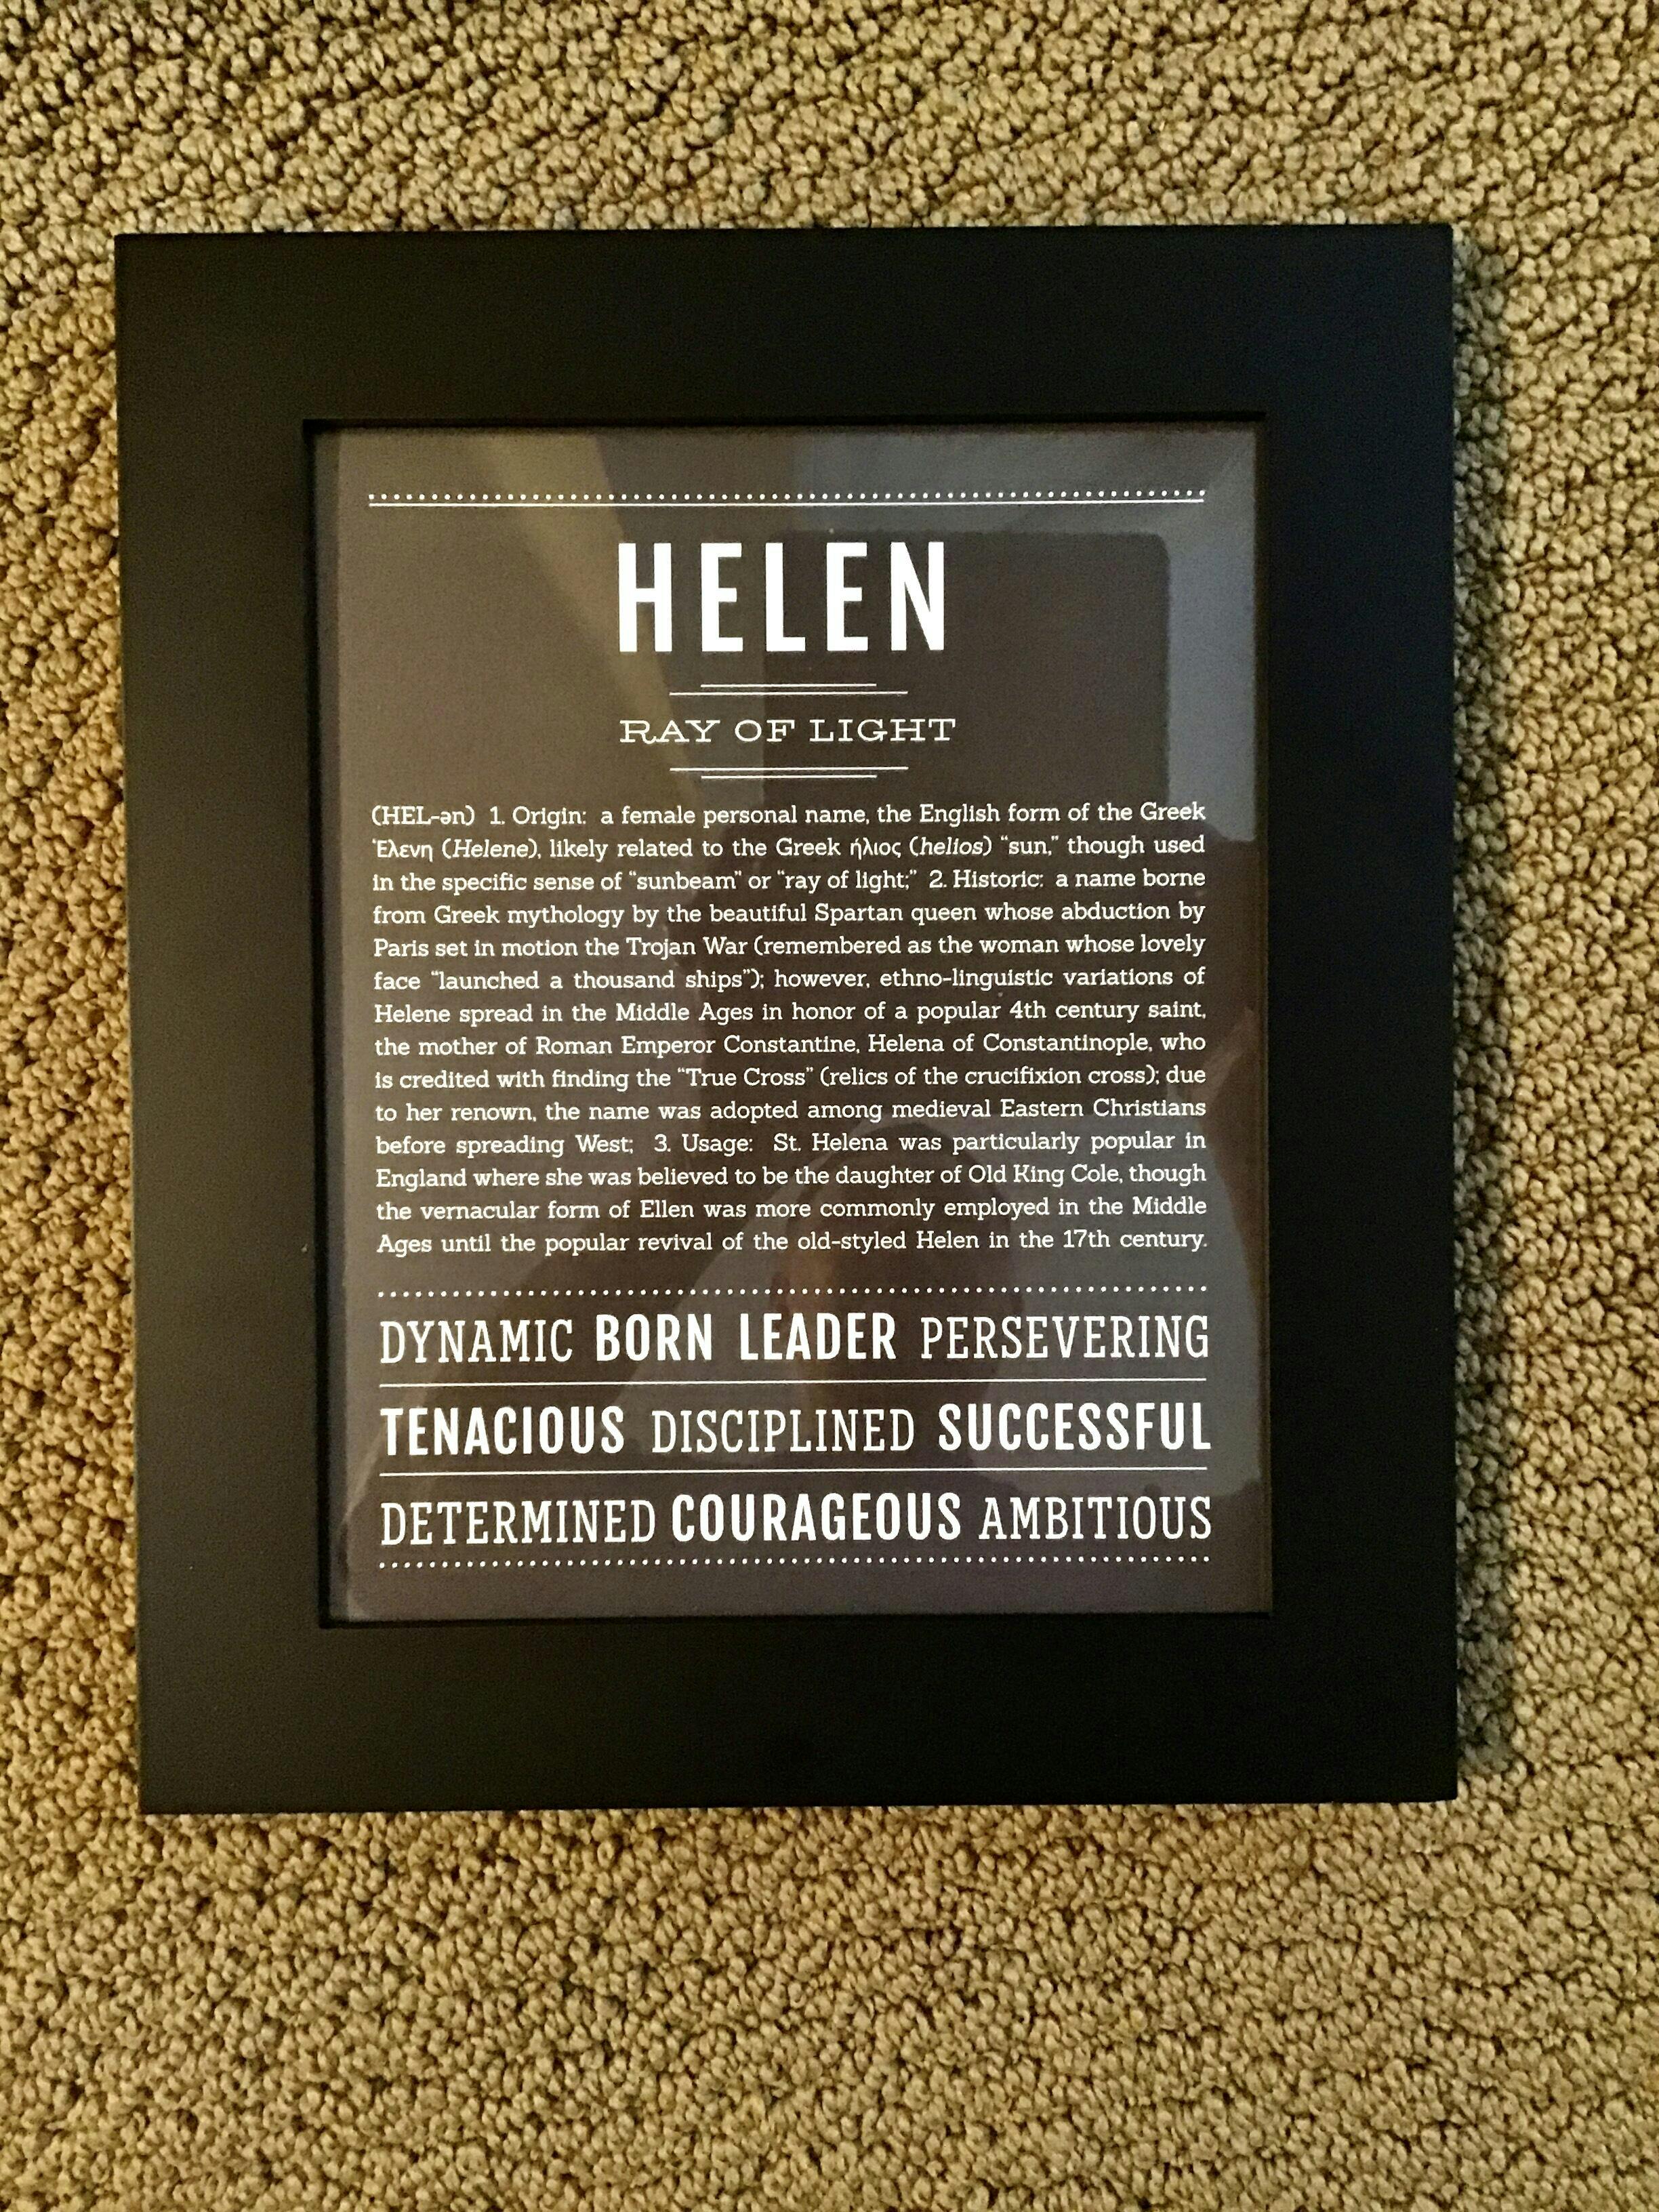 HELEN
RAY OF LIGHT
(HEL-ən) 1. Origin: a female personal name, the English form of the Greek
Ἑλενη (Helene), likely related to the Greek ήλιος (helios) “sun,” though used
in the specific sense of “sunbeam” or “ray of light;” 2. Historic: a name borne
from Greek mythology by the beautiful Spartan queen whose abduction by
Paris set in motion the Trojan War (remembered as the woman whose lovely
face “launched a thousand ships”); however, ethno-linguistic variations of
Helene spread in the Middle Ages in honor of a popular 4th century saint,
the mother of Roman Emperor Constantine, Helena of Constantinople, who
is credited with finding the “True Cross” (relics of the crucifixion cross); due
to her renown, the name was adopted among medieval Eastern Christians
before spreading West; 3. Usage: St. Helena was particularly popular in
England where she was believed to be the daughter of Old King Cole, though
the vernacular form of Ellen was more commonly employed in the Middle
Ages until the popular revival of the old-styled Helen in the 17th century.
DYNAMIC BORN LEADER PERSEVERING
TENACIOUS DISCIPLINED SUCCESSFUL
DETERMINED COURAGEOUS AMBITIOUS